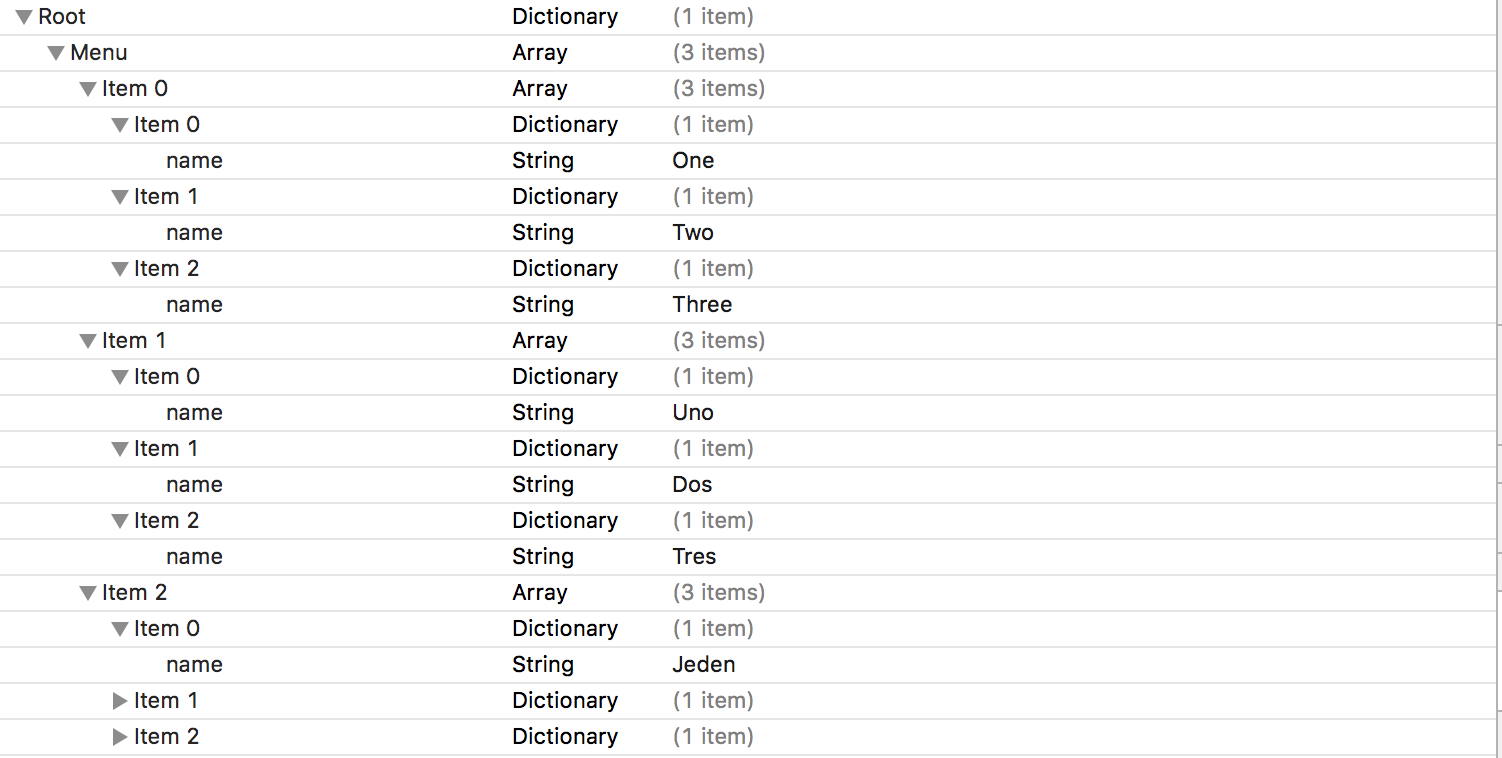 Root Dictionary (1 item)
Menu Array (3 items)
Item 0 Array (3 items)
Item 0 Dictionary (1 item)
name String One
Item 1 Dictionary (1 item)
name String Two
Item 2 Dictionary (1 item)
name String Three
Item 1 Array (3 items)
Item 0 Dictionary (1 item)
name String Uno
Item 1 Dictionary (1 item)
name String Dos
Item 2 Dictionary (1 item)
name String Tres
Item 2 Array (3 items)
Item 0 Dictionary (1 item)
name String Jeden
Item 1 Dictionary (1 item)
Item 2 Dictionary (1 item)